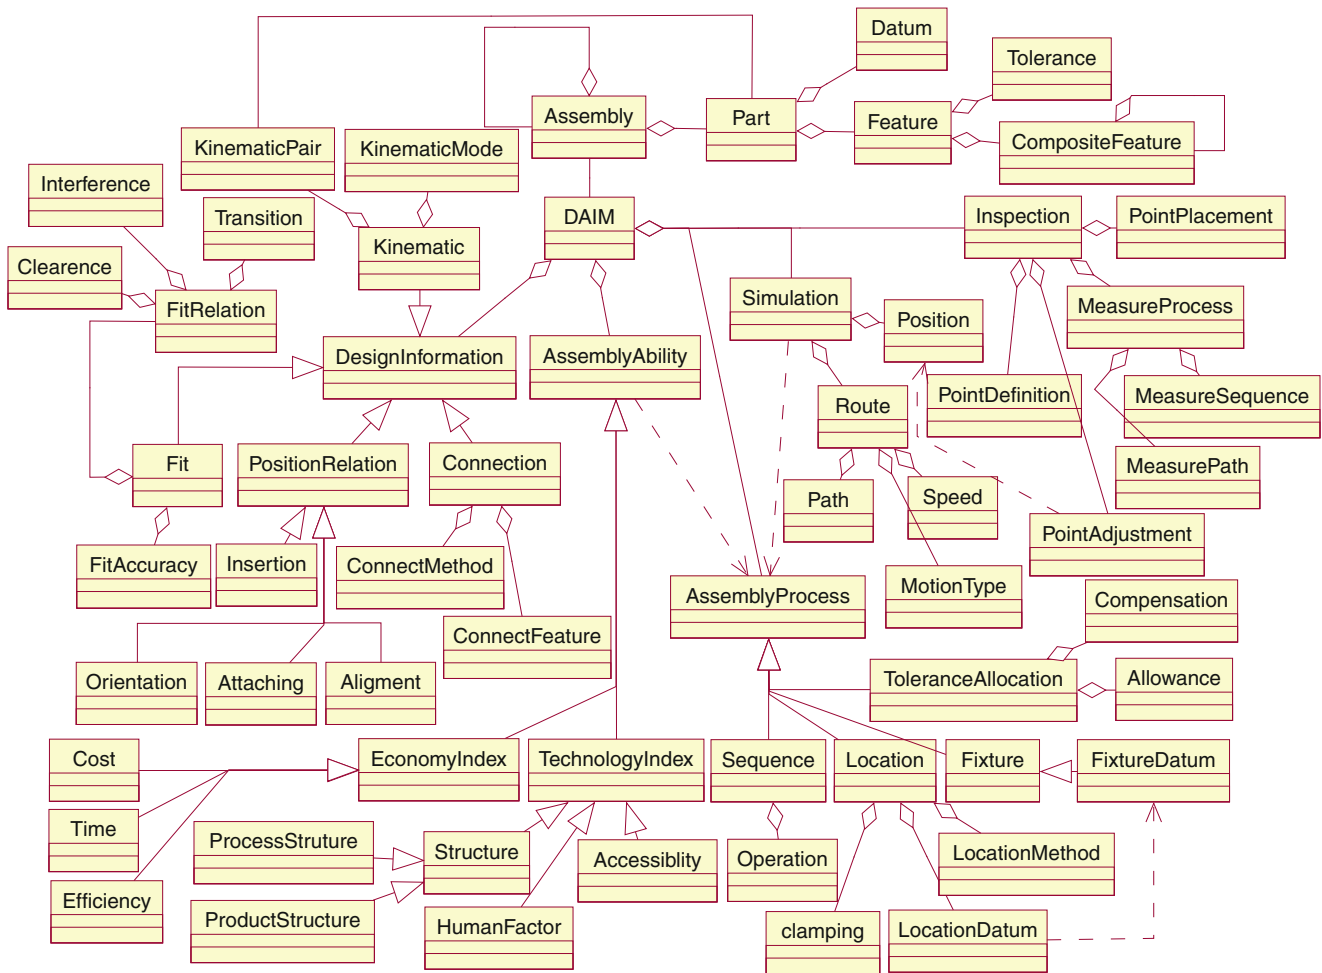 Datum
Tolerance
Assembly
Part
Feature
CompositeFeature
KinematicPair
KinematicMode
Interference
Transition
DAIM
Inspection
PointPlacement
Kinematic
Clearence
FitRelation
Simulation
Position
MeasureProcess
DesignInformation
AssemblyAbility
PointDefinition
MeasureSequence
Route
Fit
PositionRelation
Connection
MeasurePath
Path
Speed
PointAdjustment
FitAccuracy
Insertion
ConnectMethod
AssemblyProcess
MotionType
Compensation
ConnectFeature
Orientation
Attaching
Aligment
ToleranceAllocation
Allowance
Cost
EconomyIndex
TechnologyIndex
Sequence
Location
Fixture
FixtureDatum
Time
ProcessStruture
Structure
Accessiblity
Operation
LocationMethod
Efficiency
ProductStructure
HumanFactor
clamping
LocationDatum